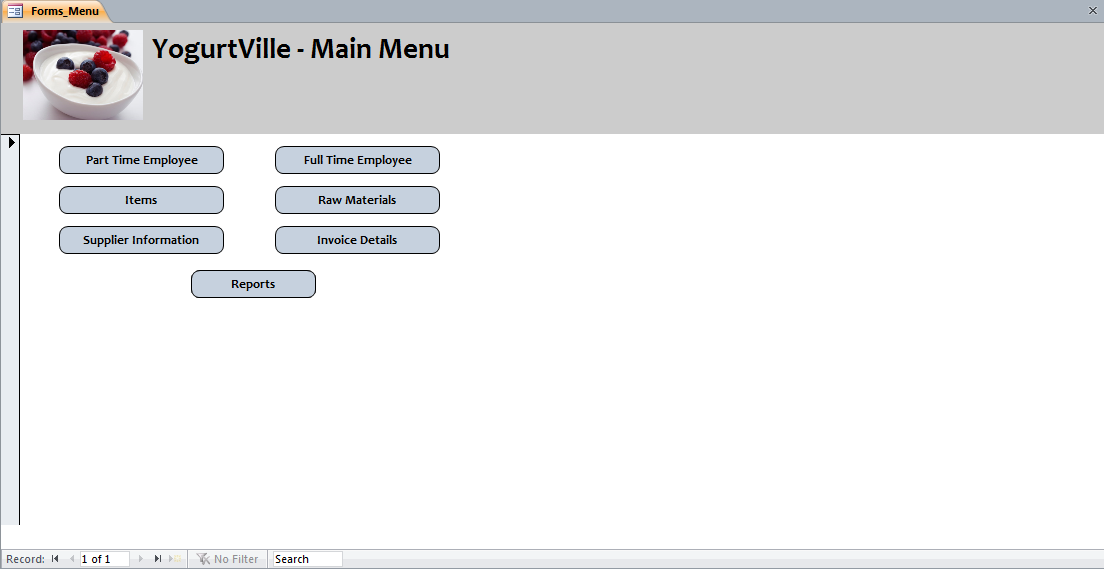 Forms_Menu
YogurtVille - Main Menu
Part Time Employee
Full Time Employee
Items
Raw Materials
Supplier Information
Invoice Details
Reports
Record: 1 of 1 No Filter Search